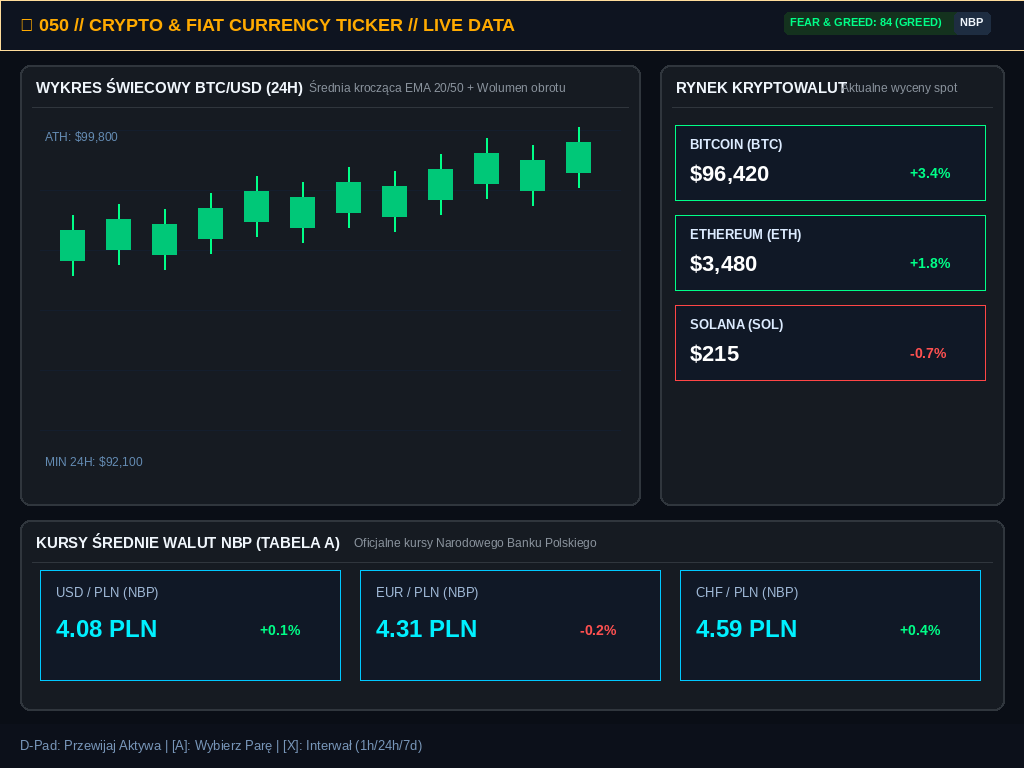 050 // CRYPTO & FIAT CURRENCY TICKER // LIVE DATA
FEAR & GREED: 84 (GREED) NBP
WYKRES ŚWIECOWY BTC/USD (24H) Średnia krocząca EMA 20/50 + Wolumen obrotu
ATH: $99,800
MIN 24H: $92,100
RYNEK KRYPTOWALUT Aktualne wyceny spot
BITCOIN (BTC)
$96,420 +3.4%
ETHEREUM (ETH)
$3,480 +1.8%
SOLANA (SOL)
$215 -0.7%
KURSY ŚREDNIE WALUT NBP (TABELA A) Oficjalne kursy Narodowego Banku Polskiego
USD / PLN (NBP)
4.08 PLN +0.1%
EUR / PLN (NBP)
4.31 PLN -0.2%
CHF / PLN (NBP)
4.59 PLN +0.4%
D-Pad: Przewijaj Aktywa | [A]: Wybierz Parę | [X]: Interwał (1h/24h/7d)